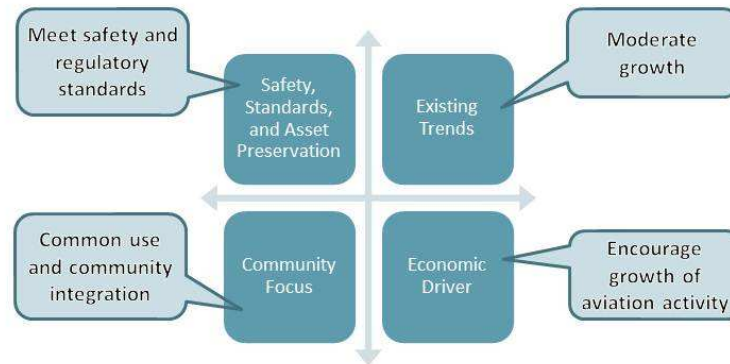 Meet safety and
regulatory
standards
Safety,
Standards,
and Asset
Preservation
Existing
Trends
Moderate
growth
Common use
and community
integration
Community
Focus
Economic
Driver
Encourage
growth of
aviation activity